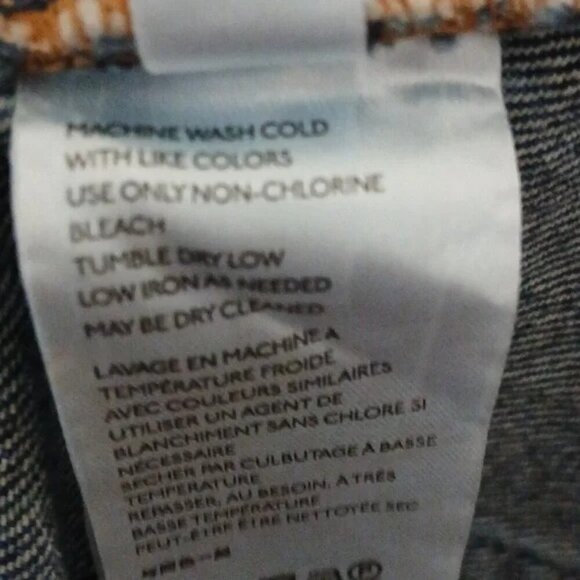 MACHINE WASH COLD
WITH LIKE COLORS
USE ONLY NON-CHLORINE
BLEACH
TUMBLE DRY LOW
LOW IRON AS NEEDED
MAY BE DRY CLEANED
LAVAGE EN MACHINE A
TEMPÉRATURE FROIDE
AVEC COULEURS SIMILAIRES
UTILISER UN AGENT DE
BLANCHIMENT SANS CHLORE SI
NÉCESSAIRE
SÉCHER PAR CULBUTAGE A BASSE
TEMPERATURE
REPASSER, AU BESOIN, A TRÈS
BASSE TEMPÉRATURE
PEUT-ÊTRE ÊTRE NETTOYÉE SEC